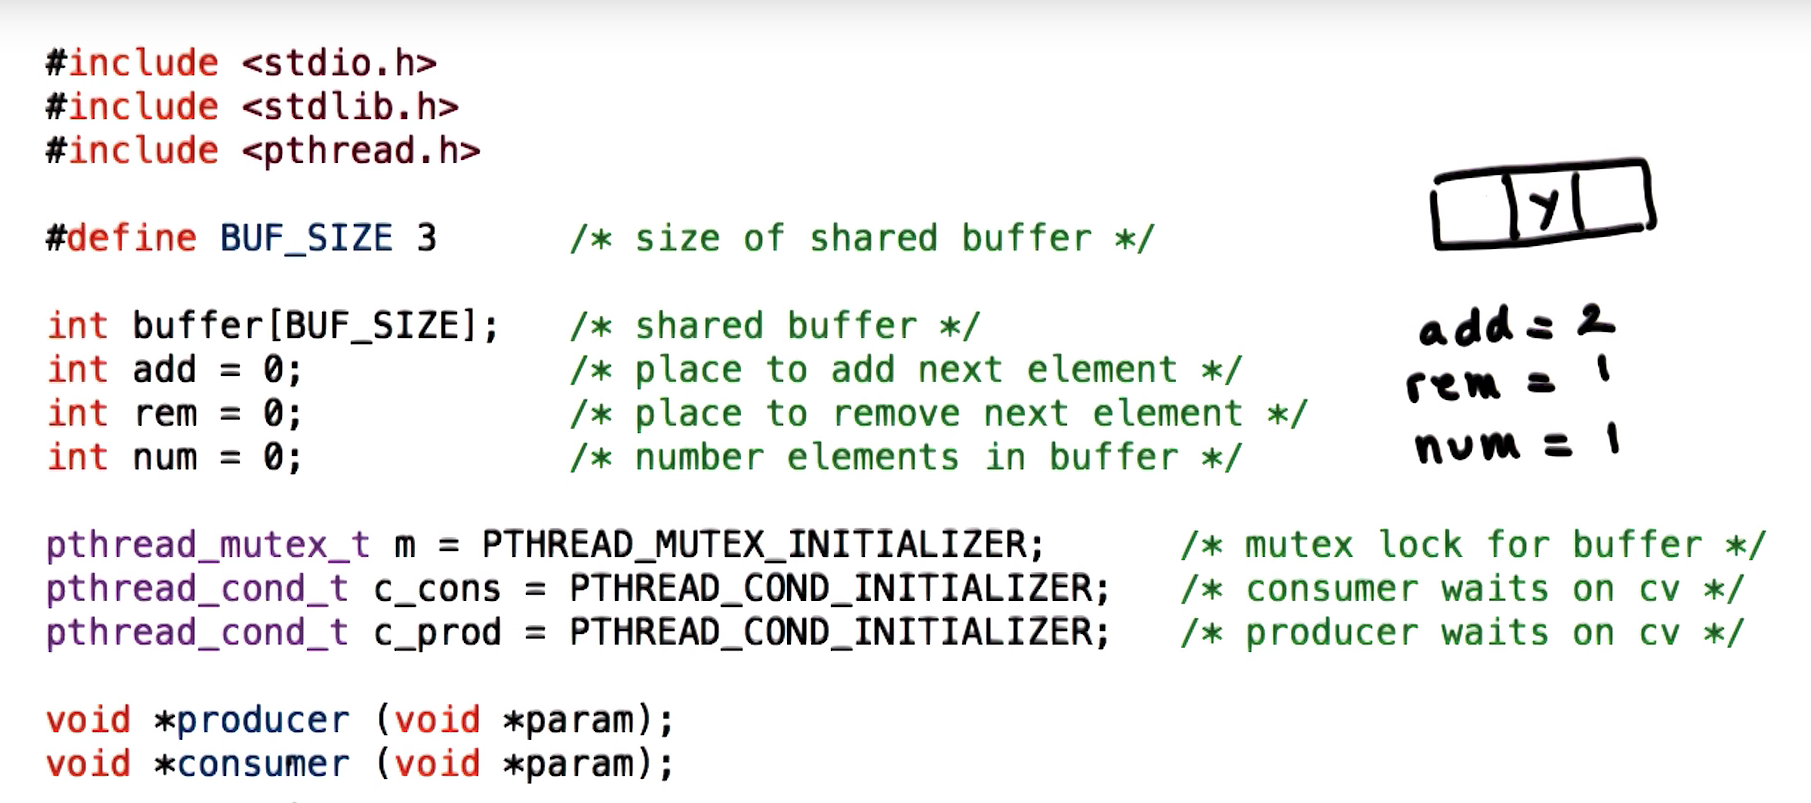 #include <stdio.h>
#include <stdlib.h>
#include <pthread.h>
#define BUF_SIZE 3 /* size of shared buffer */
int buffer[BUF_SIZE]; /* shared buffer */
int add = 0; /* place to add next element */
int rem = 0; /* place to remove next element */
int num = 0; /* number elements in buffer */
pthread_mutex_t m = PTHREAD_MUTEX_INITIALIZER; /* mutex lock for buffer */
pthread_cond_t c_cons = PTHREAD_COND_INITIALIZER; /* consumer waits on cv */
pthread_cond_t c_prod = PTHREAD_COND_INITIALIZER; /* producer waits on cv */
void *producer (void *param);
void *consumer (void *param);
y
add = 2
rem = 1
num = 1